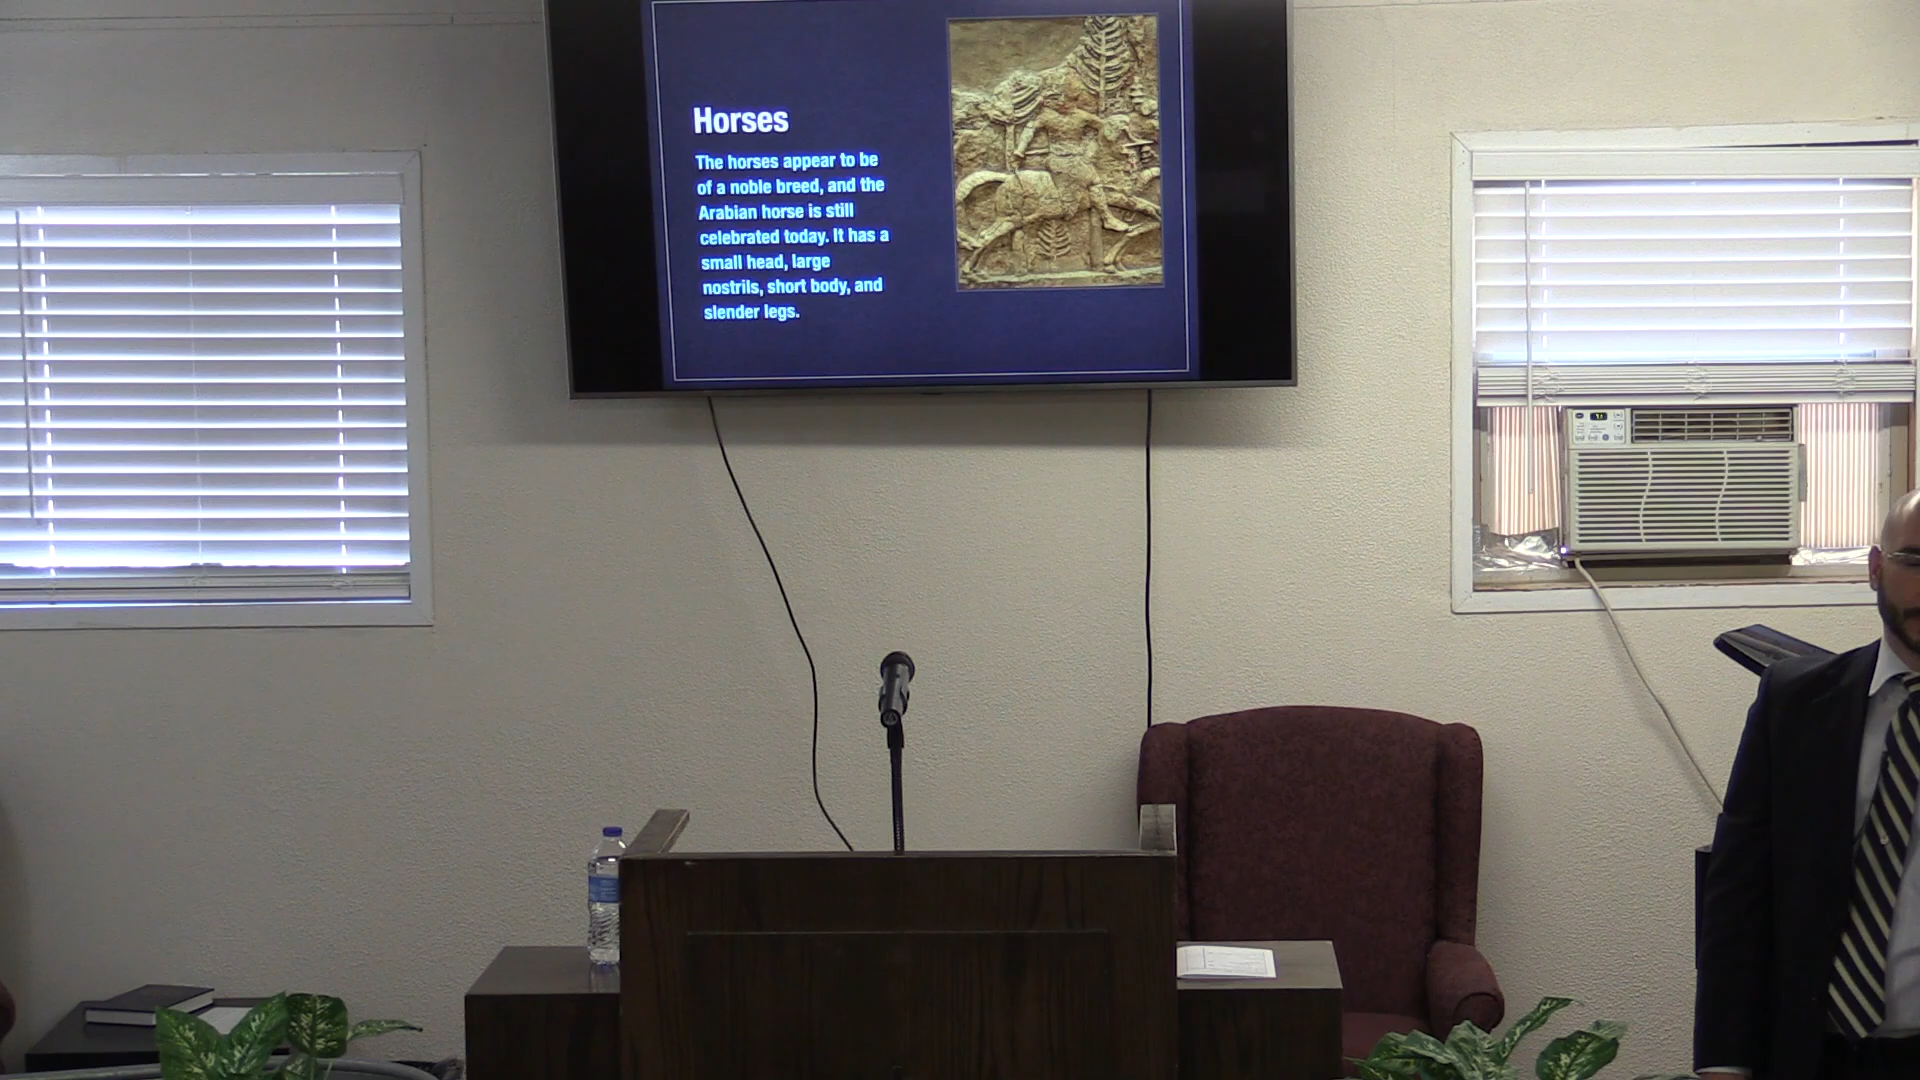 Horses
The horses appear to be
of a noble breed, and the
Arabian horse is still
celebrated today. It has a
small head, large
nostrils, short body, and
slender legs.